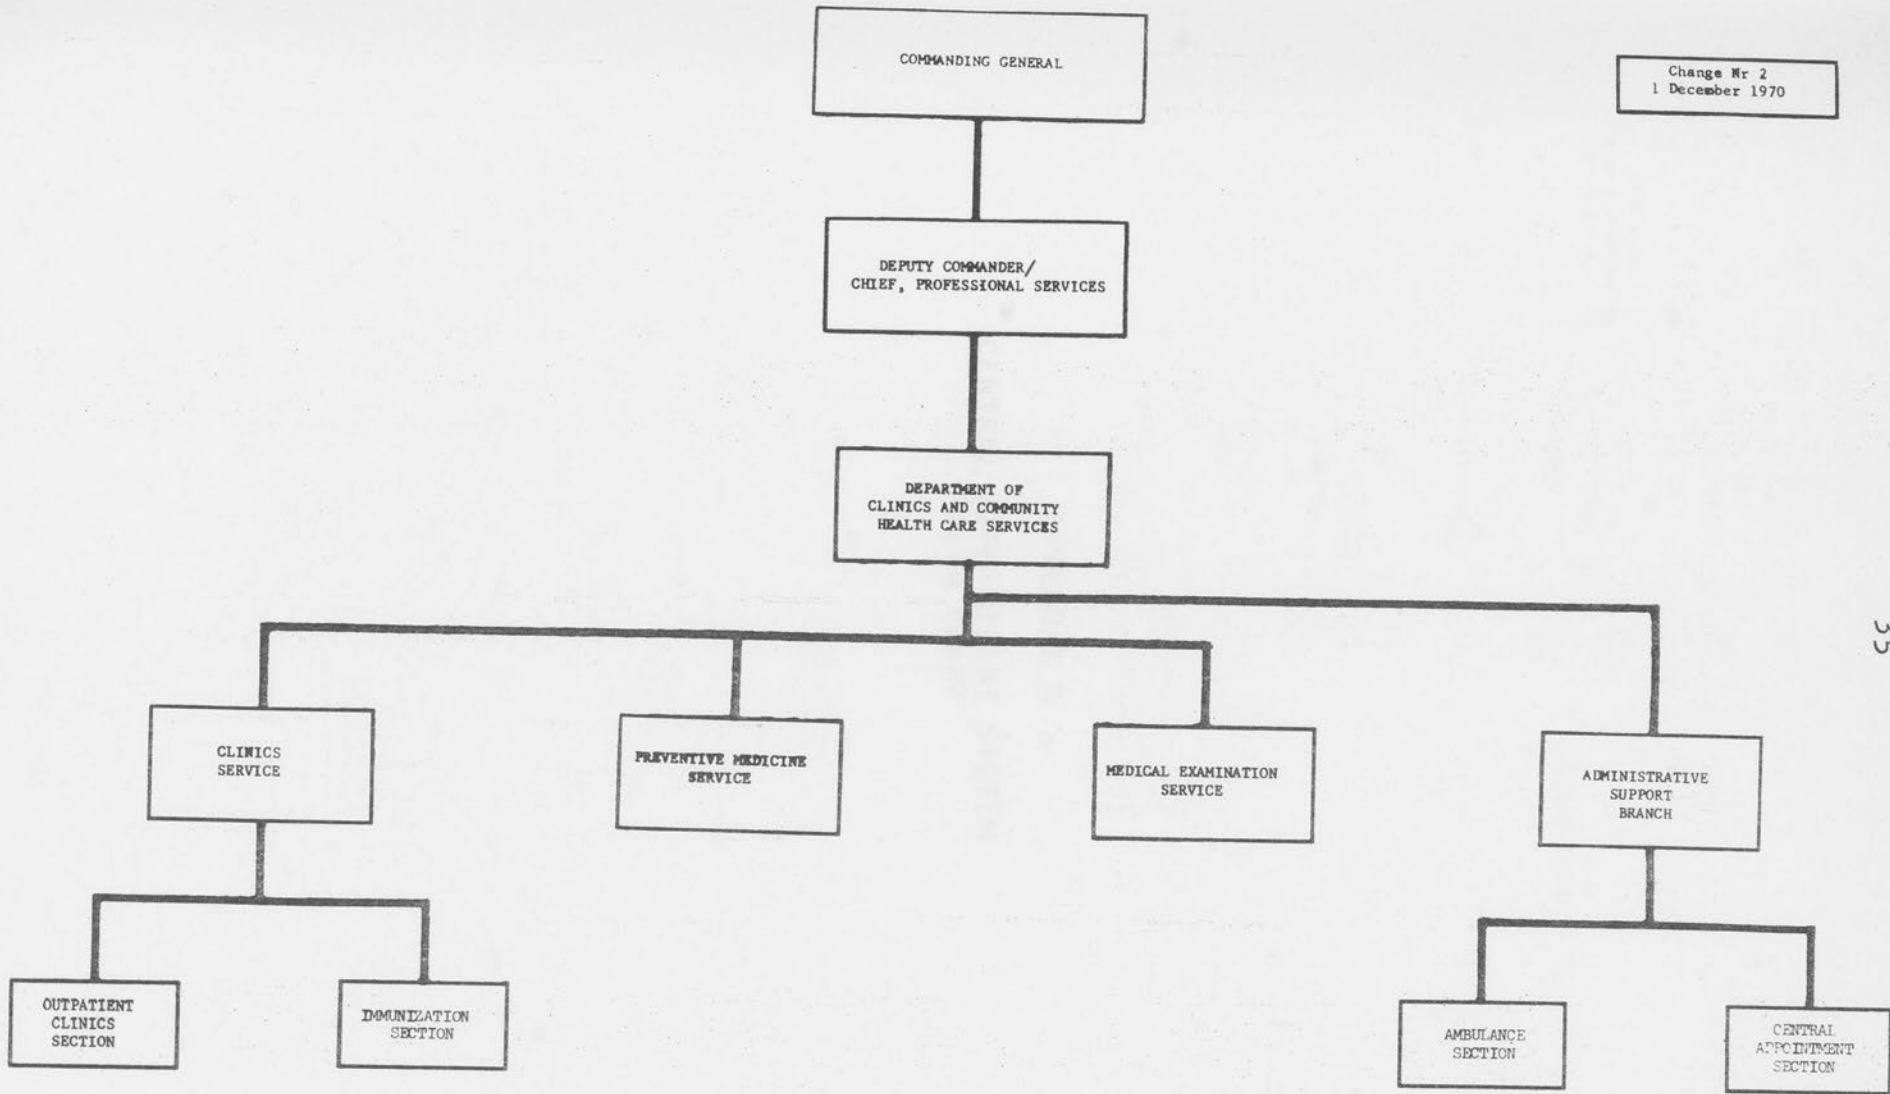 COMMANDING GENERAL
Change Nr 2
1 December 1970
DEPUTY COMMANDER/
CHIEF, PROFESSIONAL SERVICES
DEPARTMENT OF
CLINICS AND COMMUNITY
HEALTH CARE SERVICES
35
CLINICS
SERVICE
PREVENTIVE MEDICINE
SERVICE
MEDICAL EXAMINATION
SERVICE
ADMINISTRATIVE
SUPPORT
BRANCH
OUTPATIENT
CLINICS
SECTION
IMMUNIZATION
SECTION
AMBULANCE
SECTION
CENTRAL
APPOINTMENT
SECTION